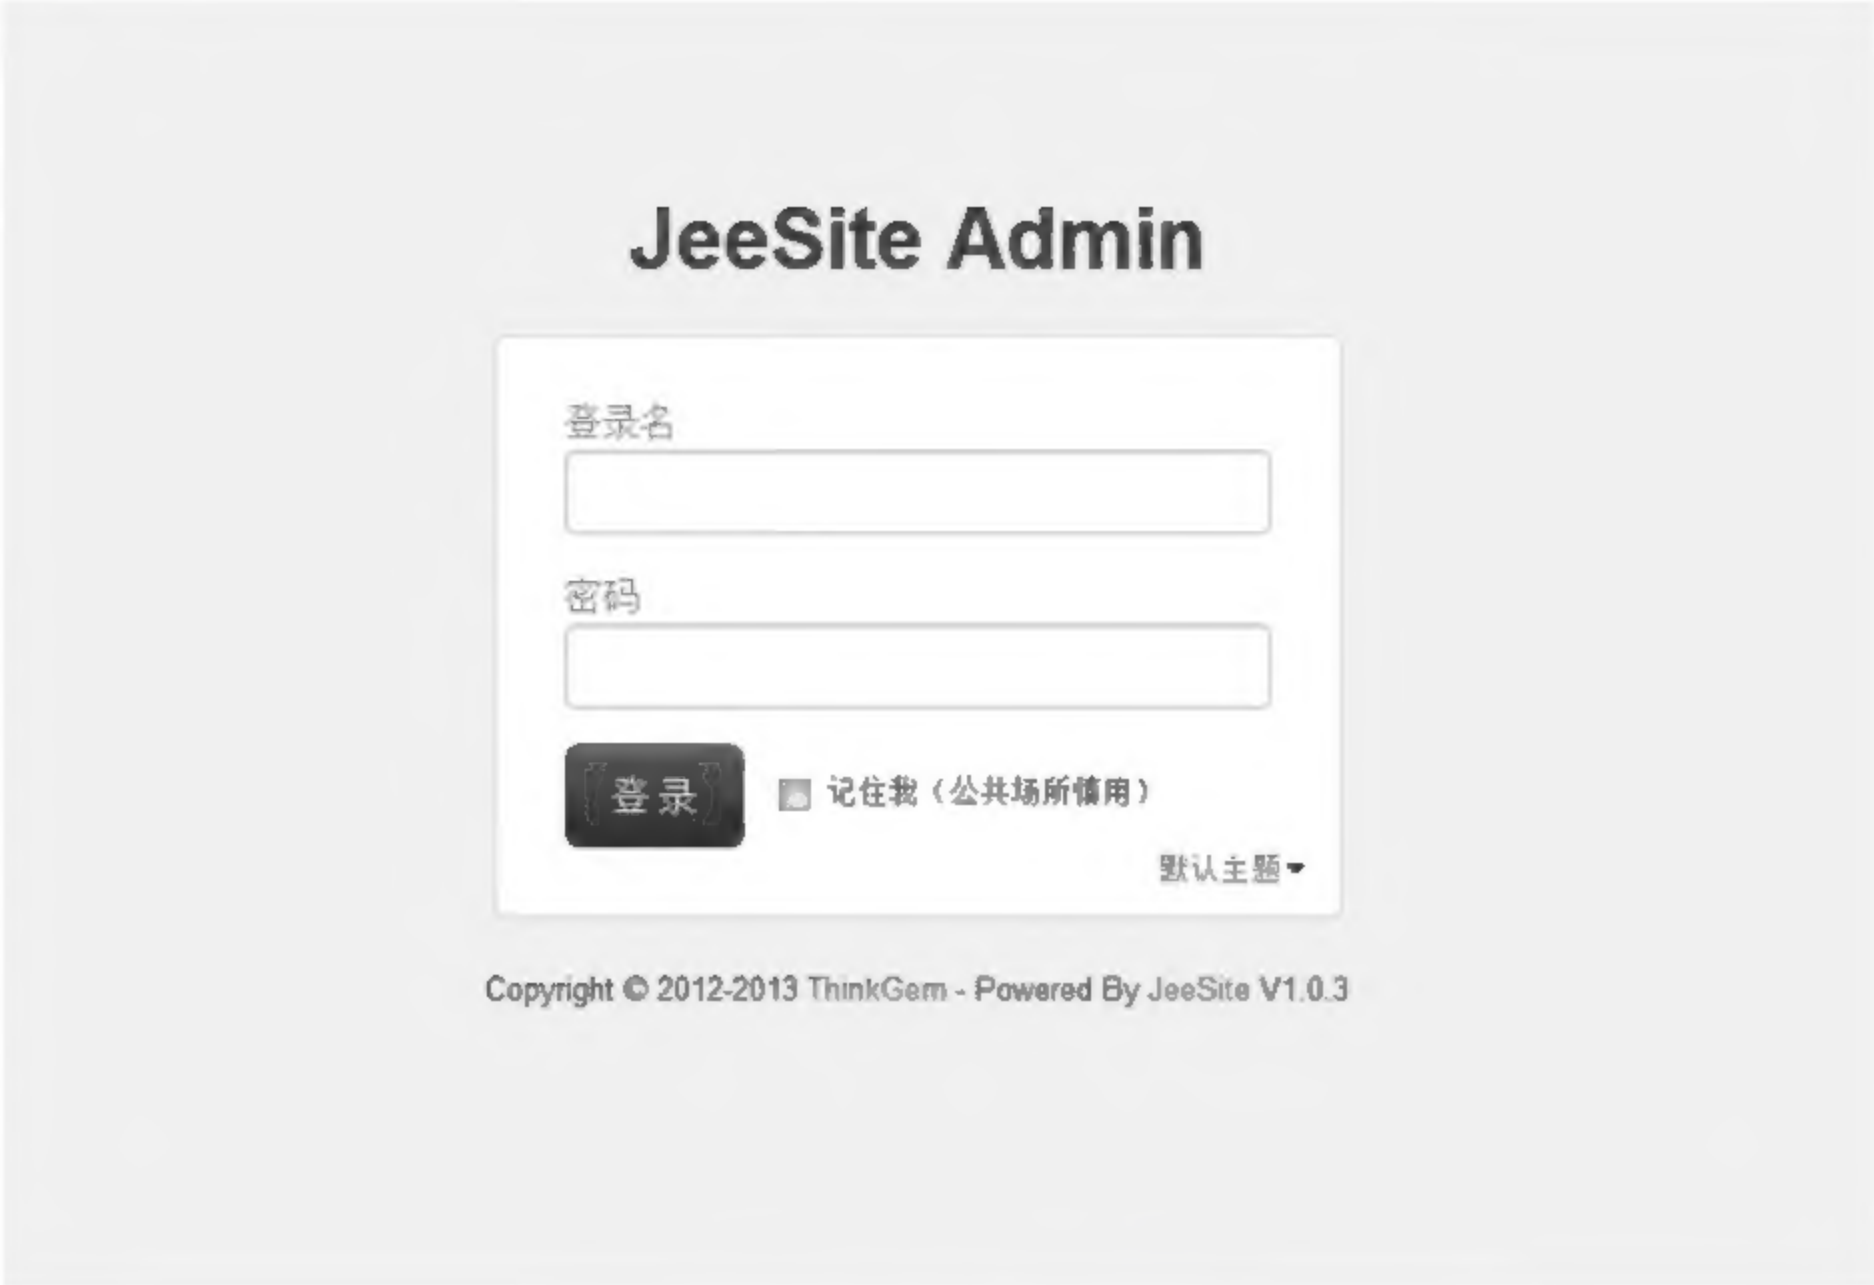 JeeSite Admin
登录名
密码
登录 记住我（公共场所慎用）
默认主题
Copyright © 2012-2013 ThinkGem - Powered By JeeSite V1.0.3